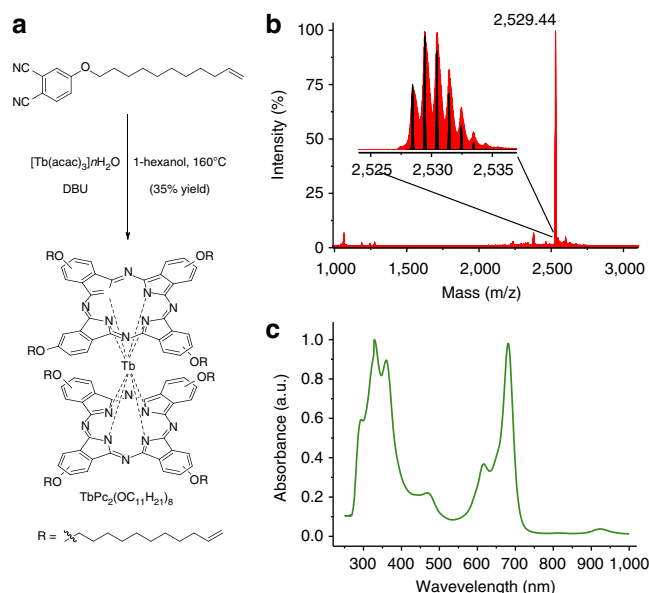 a
NC
NC
O
[Tb(acac)3]nH2O
1-hexanol, 160°C
DBU
(35% yield)
RO
OR
N
N
N
N
N
N
N
RO
OR
Tb
RO
OR
N
N
N
N
N
N
N
N
RO
OR
TbPc2(OC11H21)8
R =
b
2,529.44
100
75
50
25
0
Intensity (%)
2,525 2,530 2,535
1,000 1,500 2,000 2,500 3,000
Mass (m/z)
c
1.0
0.8
0.6
0.4
0.2
0.0
Absorbance (a.u.)
300 400 500 600 700 800 900 1,000
Wavevelength (nm)